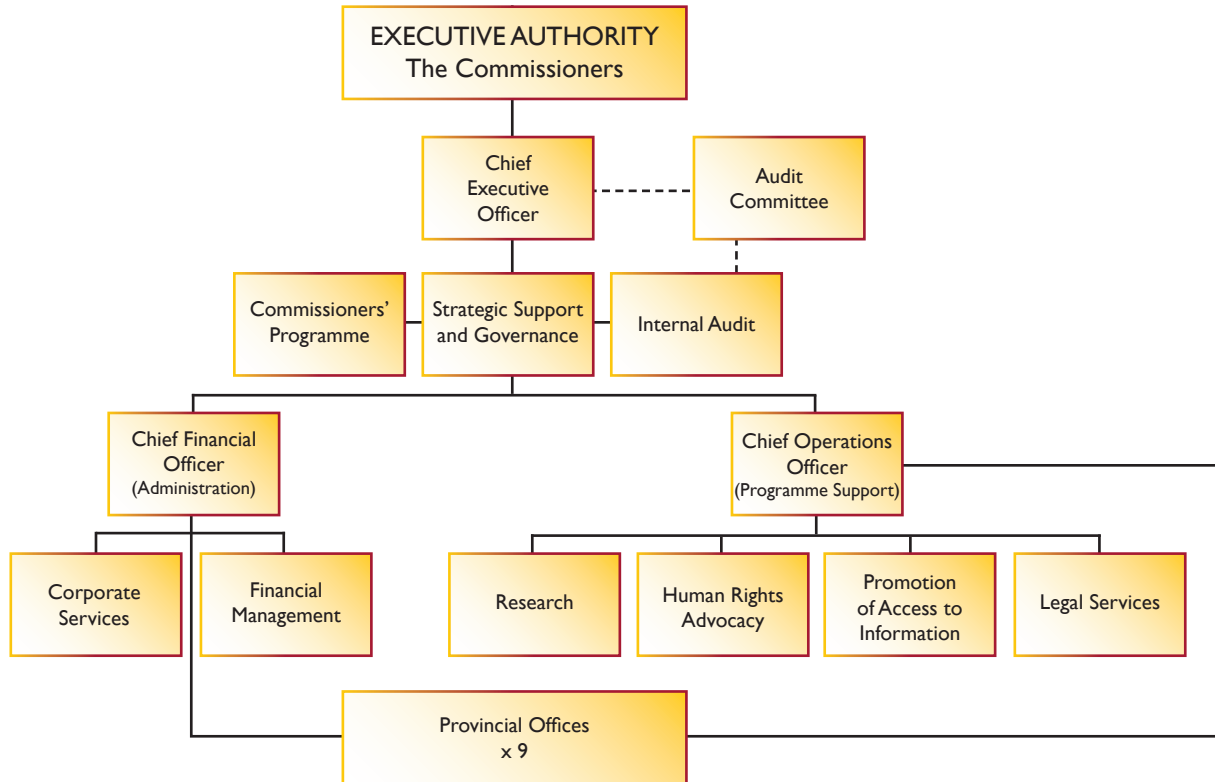 EXECUTIVE AUTHORITY
The Commissioners
Chief
Executive
Officer
Audit
Committee
Commissioners’
Programme
Strategic Support
and Governance
Internal Audit
Chief Financial
Officer
(Administration)
Chief Operations
Officer
(Programme Support)
Corporate
Services
Financial
Management
Research
Human Rights
Advocacy
Promotion
of Access to
Information
Legal Services
Provincial Offices
x 9